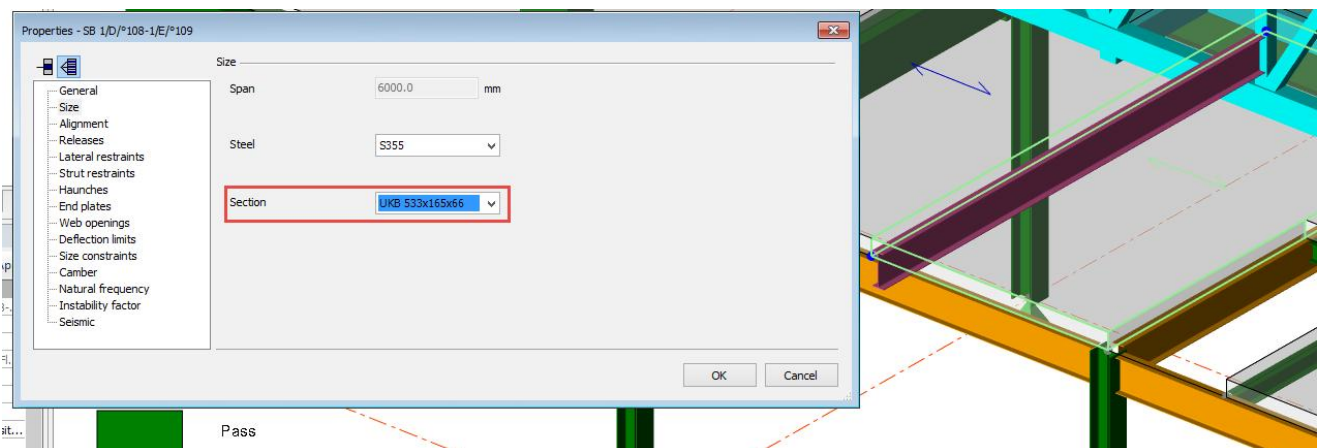 Properties - SB 1/D/°108-1/E/°109
Size
General
Size
Alignment
Releases
Lateral restraints
Strut restraints
Haunches
End plates
Web openings
Deflection limits
Size constraints
Camber
Natural frequency
Instability factor
Seismic
Span 6000.0 mm
Steel S355
Section UKB 533x165x66
OK Cancel
Pass